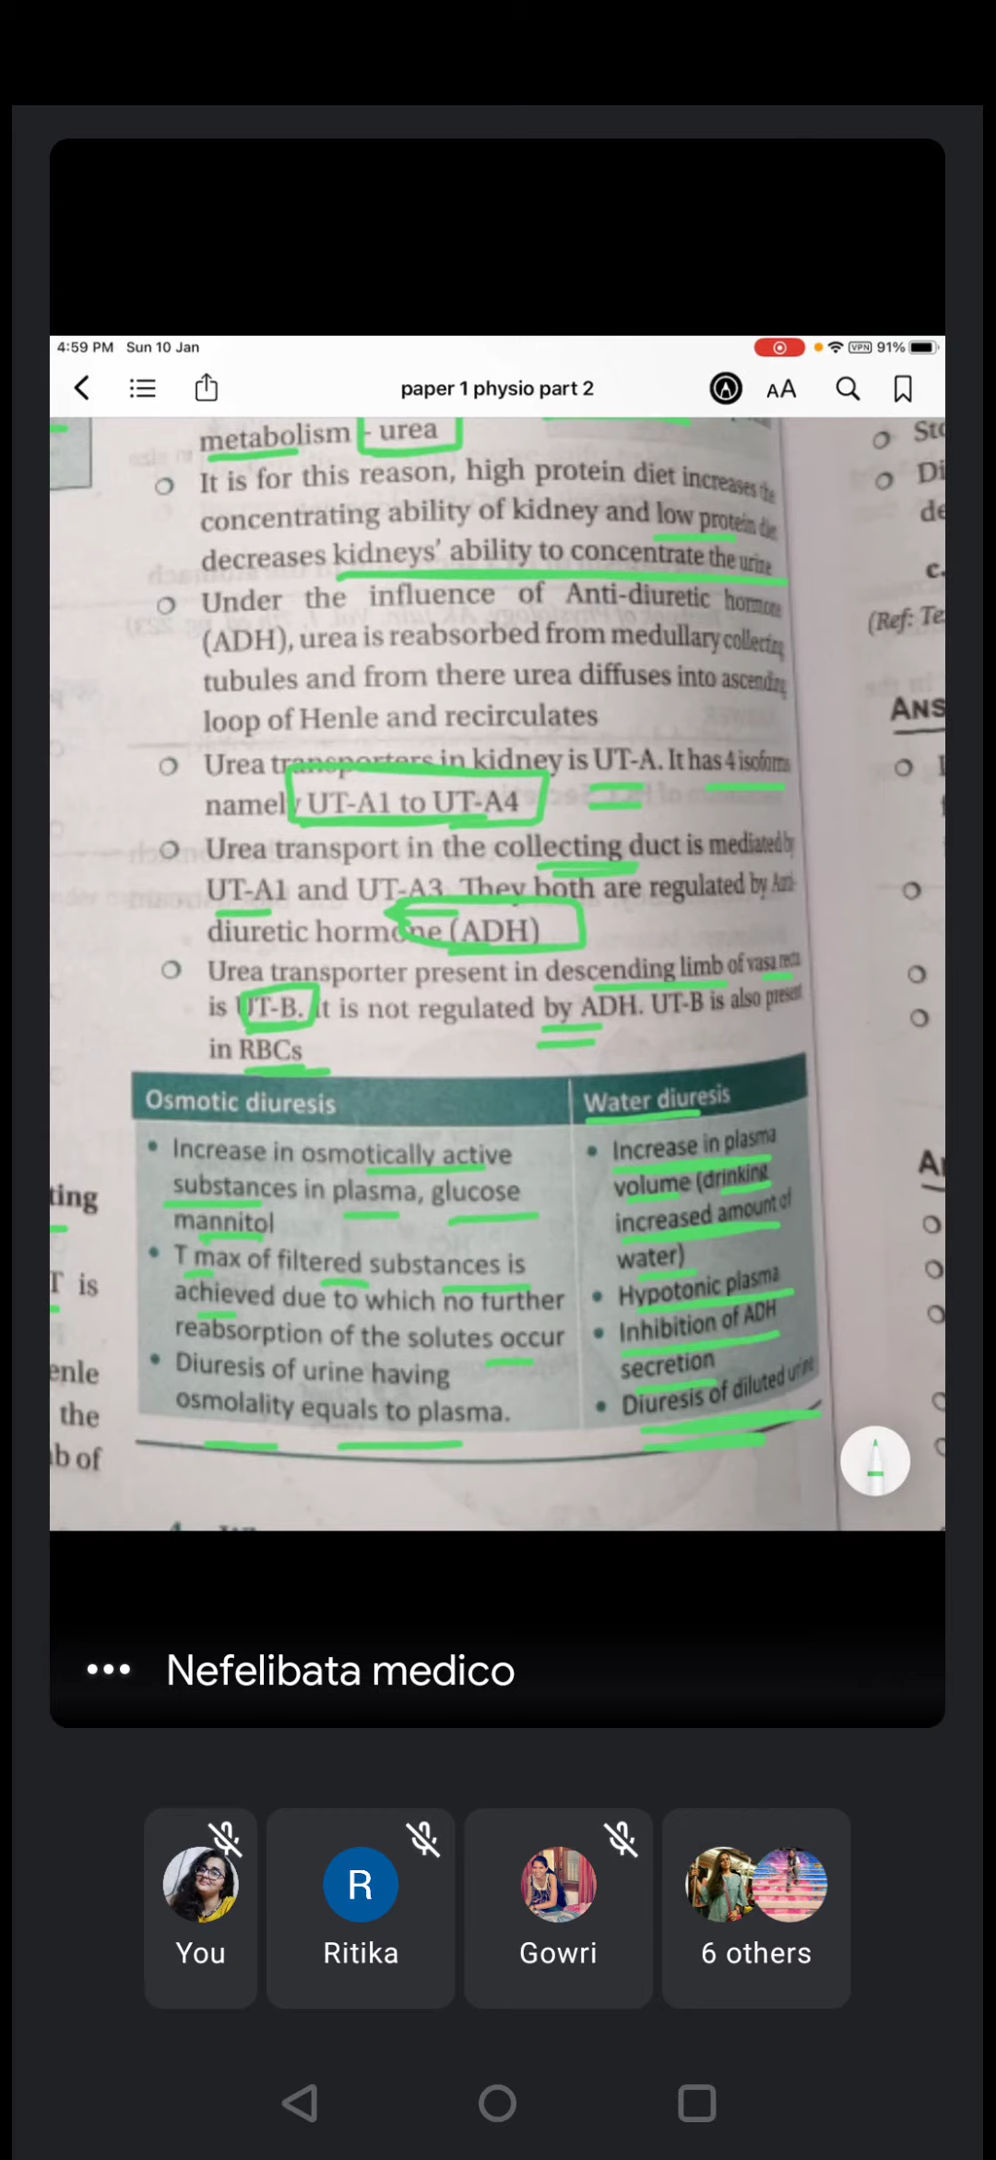 4:59 PM Sun 10 Jan
VPN 91%
paper 1 physio part 2
AA
metabolism - urea
It is for this reason, high protein diet increases the
concentrating ability of kidney and low protein diet
decreases kidneys' ability to concentrate the urine
Under the influence of Anti-diuretic hormone
(ADH), urea is reabsorbed from medullary collecting
tubules and from there urea diffuses into ascending
loop of Henle and recirculates
Urea transporters in kidney is UT-A. It has 4 isoforms
namely UT-A1 to UT-A4
Urea transport in the collecting duct is mediated by
UT-A1 and UT-A3. They both are regulated by Anti-
diuretic hormone (ADH)
Urea transporter present in descending limb of vasa recta
is UT-B. It is not regulated by ADH. UT-B is also present
in RBCs
Osmotic diuresis
Increase in osmotically active
substances in plasma, glucose
mannitol
T max of filtered substances is
achieved due to which no further
reabsorption of the solutes occur
Diuresis of urine having
osmolality equals to plasma.
Water diuresis
Increase in plasma
volume (drinking
increased amount of
water)
Hypotonic plasma
Inhibition of ADH
secretion
Diuresis of diluted urine
ting
T is
enle
the
b of
Sto
Di
de
c.
(Ref: Te
ANS
A
Nefelibata medico
R
You
Ritika
Gowri
6 others